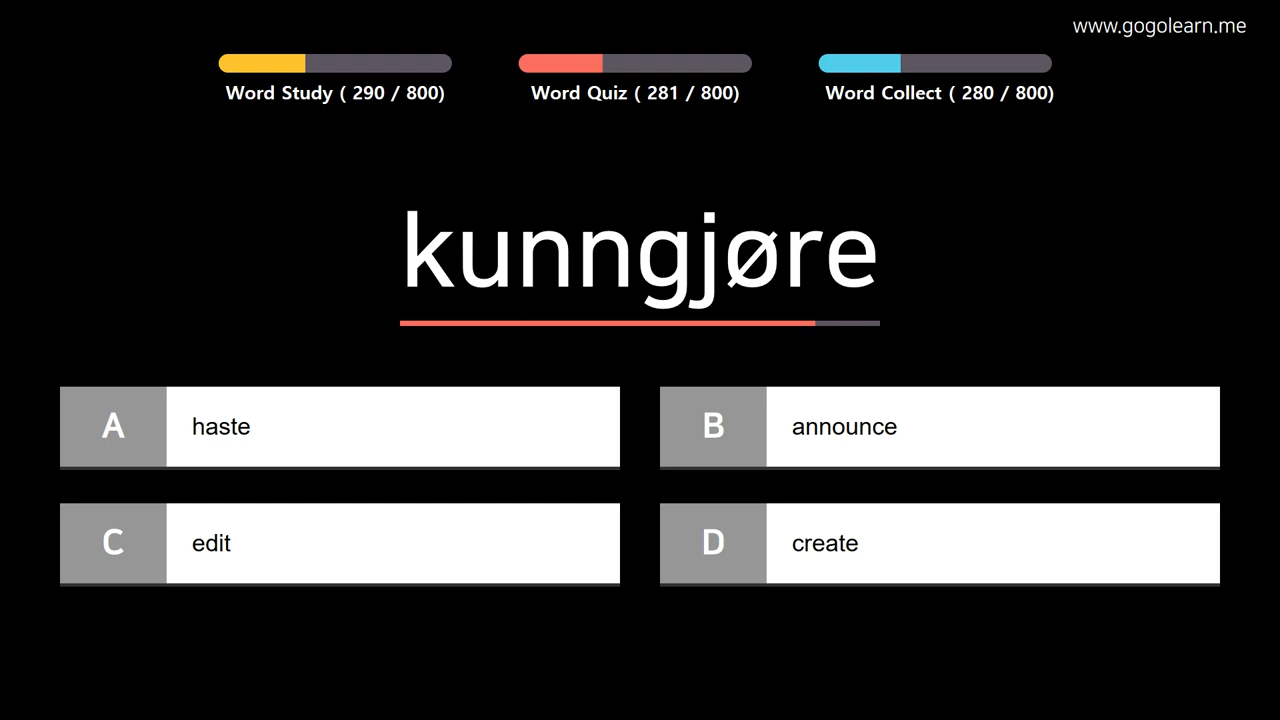 www.gogolearn.me
Word Study ( 290 / 800)
Word Quiz ( 281 / 800)
Word Collect ( 280 / 800)
kunngjøre
A haste
B announce
C edit
D create